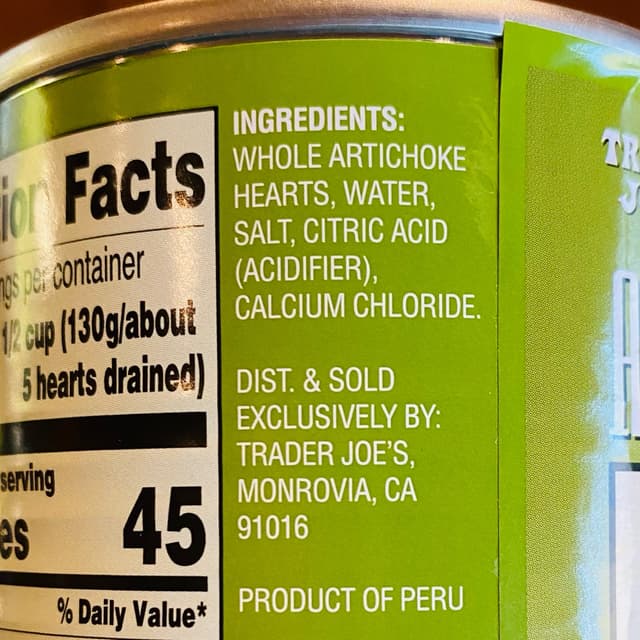 Facts
per container
1/2 cup (130g/about
5 hearts drained)
serving
45
% Daily Value*
INGREDIENTS:
WHOLE ARTICHOKE
HEARTS, WATER,
SALT, CITRIC ACID
(ACIDIFIER),
CALCIUM CHLORIDE.
DIST. & SOLD
EXCLUSIVELY BY:
TRADER JOE'S,
MONROVIA, CA
91016
PRODUCT OF PERU